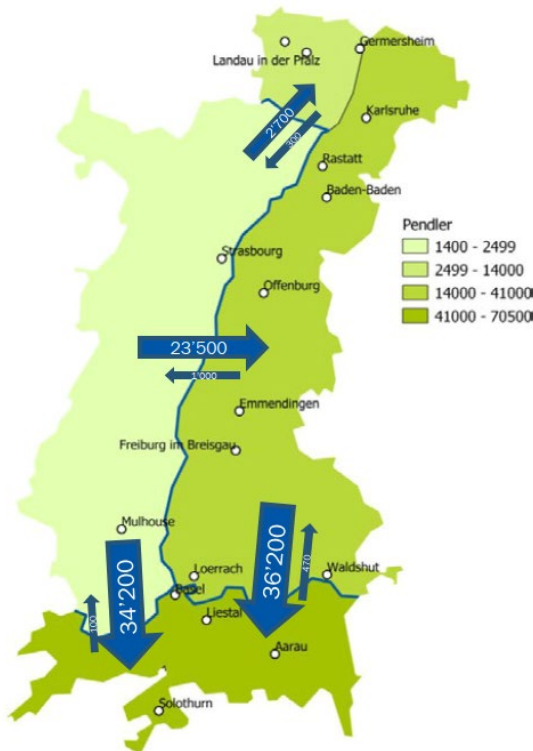 Germersheim
Landau in der Pfalz
2'700
300
Karlsruhe
Rastatt
Baden-Baden
Pendler
1400 - 2499
2499 - 14000
14000 - 41000
41000 - 70500
Strasbourg
Offenburg
23'500
1'000
Emmendingen
Freiburg im Breisgau
Mulhouse
34'200
100
36'200
470
Loerrach
Waldshut
Basel
Liestal
Aarau
Solothurn